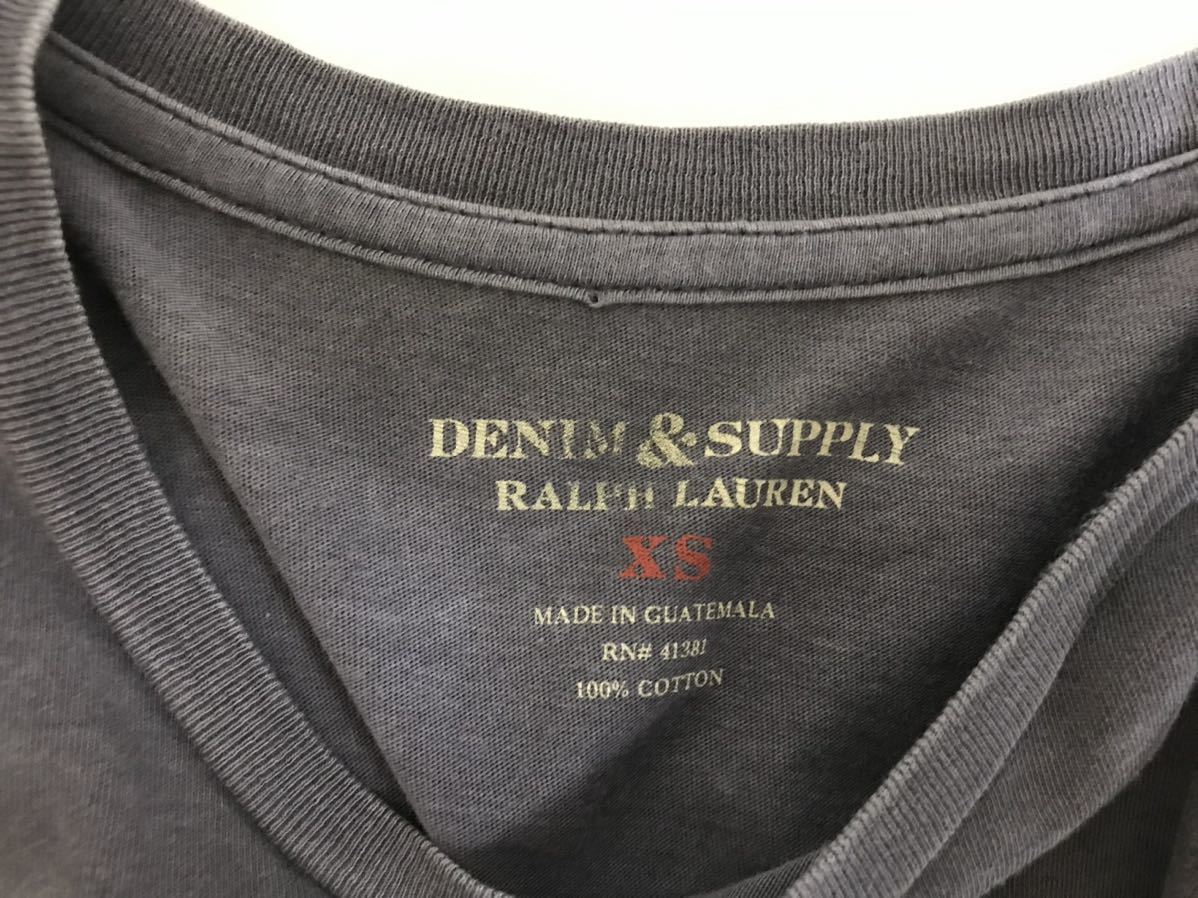 DENIM & SUPPLY
RALPH LAUREN
XS
MADE IN GUATEMALA
RN# 41381
100% COTTON